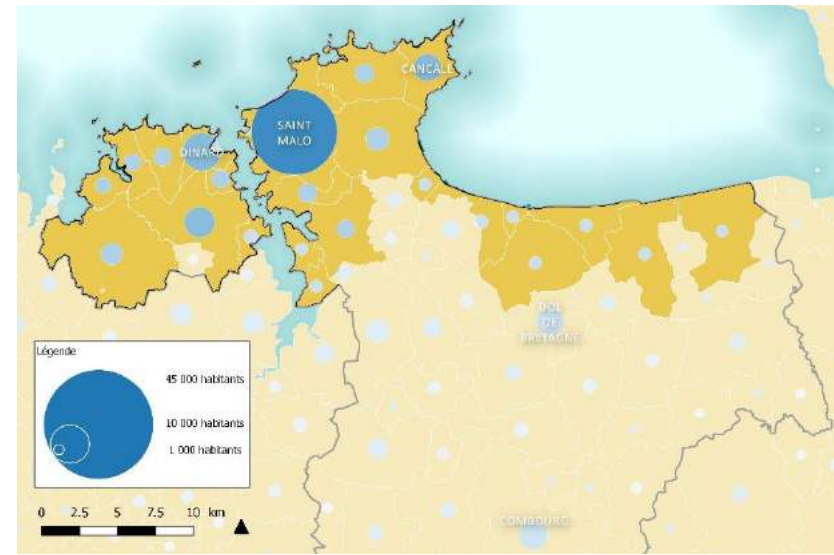 CANCALE
SAINT
MALO
DINARD
DOL
DE
BRETAGNE
Légende
45 000 habitants
10 000 habitants
1 000 habitants
0 2.5 5 7.5 10 km
COMBOURG